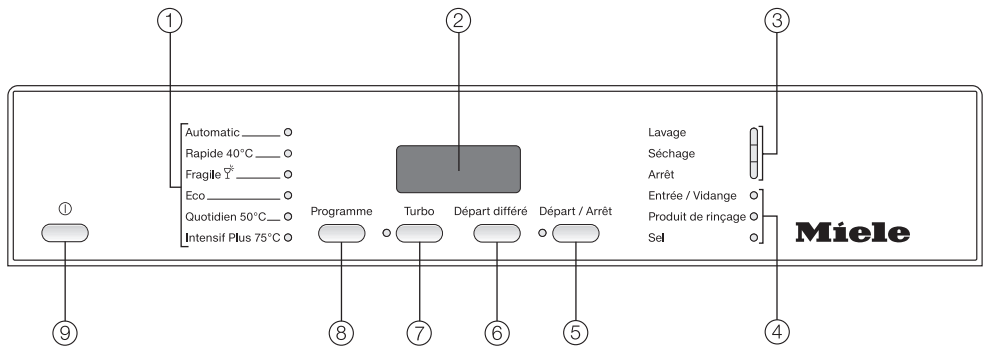 ① ② ③
Automatic
Rapide 40°C
Fragile
Eco
Quotidien 50°C
Intensif Plus 75°C
Programme
Turbo
Départ différé
Départ / Arrêt
Lavage
Séchage
Arrêt
Entrée / Vidange
Produit de rinçage
Sel
Miele
⑨ ⑧ ⑦ ⑥ ⑤ ④